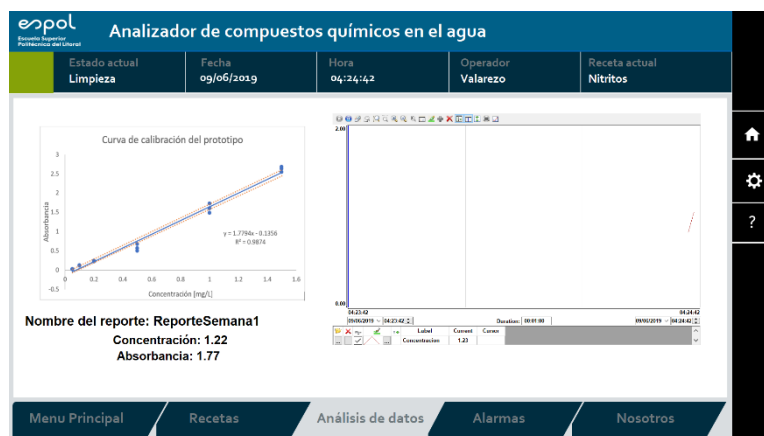 espol
Escuela Superior
Politécnica del Litoral
Analizador de compuestos químicos en el agua
Estado actual
Limpieza
Fecha
09/06/2019
Hora
04:24:42
Operador
Valarezo
Receta actual
Nitritos
Curva de calibración del prototipo
3
2.5
2
1.5
1
0.5
0
-0.5
Absorbancia
y = 1.7794x - 0.1356
R² = 0.9874
0 0.2 0.4 0.6 0.8 1 1.2 1.4 1.6
Concentración [mg/L]
Nombre del reporte: ReporteSemana1
Concentración: 1.22
Absorbancia: 1.77
2.00
0.00
04:23:42 04:24:42
09/06/2019 04:23:42 Duration: 00:01:00 09/06/2019 04:24:42
Label Current Cursor
Concentracion 1.23
?
Menu Principal
Recetas
Análisis de datos
Alarmas
Nosotros